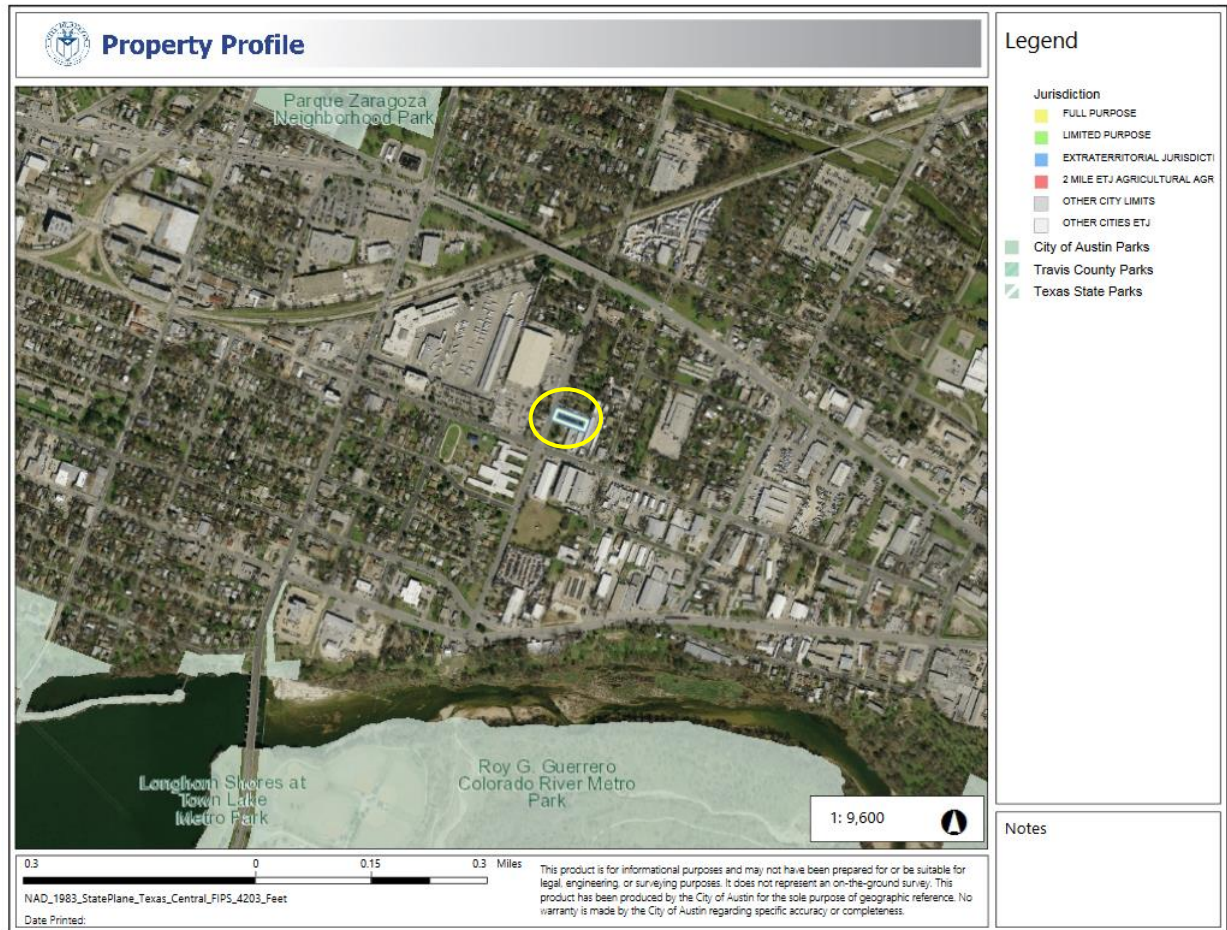 Property Profile
Parque Zaragoza
Neighborhood Park
Longhorn Shores at
Town Lake
Metro Park
Roy G. Guerrero
Colorado River Metro
Park
1: 9,600
Legend
Jurisdiction
FULL PURPOSE
LIMITED PURPOSE
EXTRATERRITORIAL JURISDICTI
2 MILE ETJ AGRICULTURAL AGR
OTHER CITY LIMITS
OTHER CITIES ETJ
City of Austin Parks
Travis County Parks
Texas State Parks
Notes
0.3 0 0.15 0.3 Miles
NAD_1983_StatePlane_Texas_Central_FIPS_4203_Feet
Date Printed:
This product is for informational purposes and may not have been prepared for or be suitable for
legal, engineering, or surveying purposes. It does not represent an on-the-ground survey. This
product has been produced by the City of Austin for the sole purpose of geographic reference. No
warranty is made by the City of Austin regarding specific accuracy or completeness.